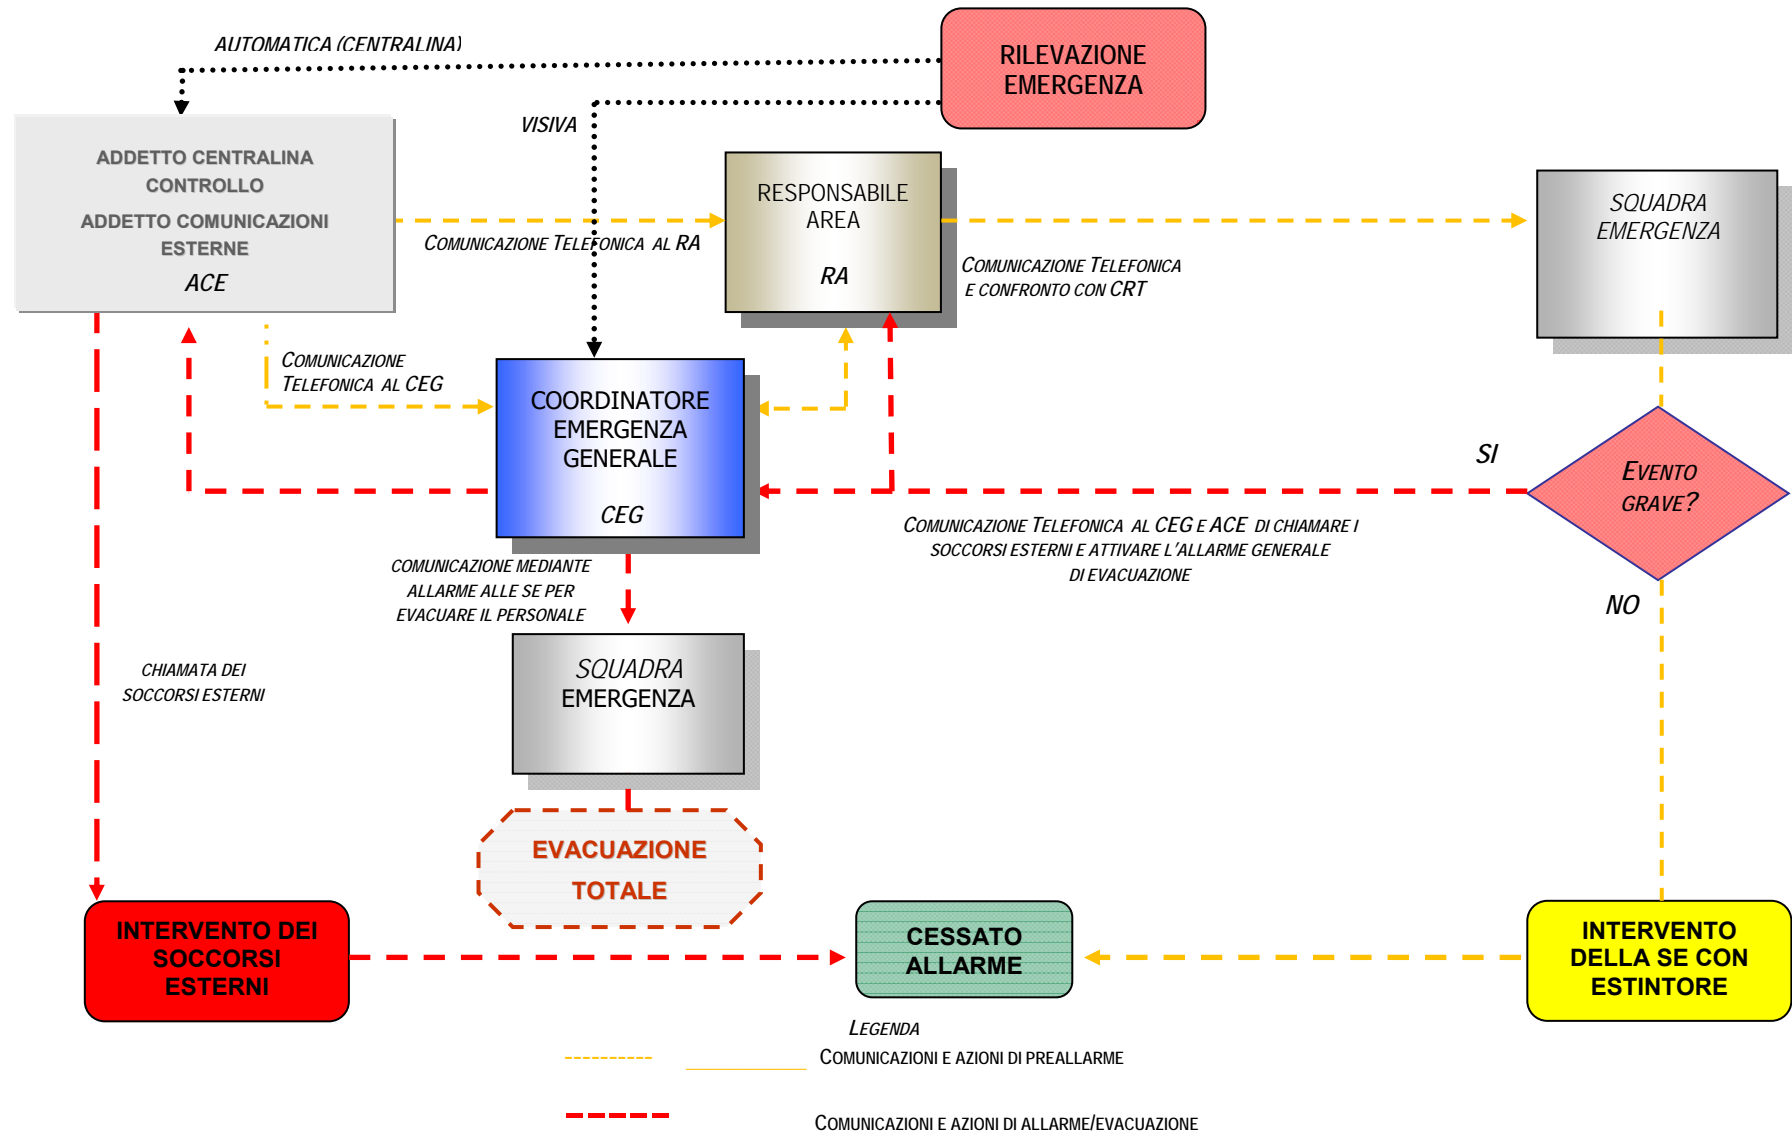 AUTOMATICA (CENTRALINA)
RILEVAZIONE
EMERGENZA
VISIVA
ADDETTO CENTRALINA
CONTROLLO
ADDETTO COMUNICAZIONI
ESTERNE
ACE
COMUNICAZIONE TELEFONICA AL RA
RESPONSABILE
AREA
RA
COMUNICAZIONE TELEFONICA
E CONFRONTO CON CRT
SQUADRA
EMERGENZA
COMUNICAZIONE
TELEFONICA AL CEG
COORDINATORE
EMERGENZA
GENERALE
CEG
SI
EVENTO
GRAVE?
COMUNICAZIONE TELEFONICA AL CEG E ACE DI CHIAMARE I
SOCCORSI ESTERNI E ATTIVARE L'ALLARME GENERALE
DI EVACUAZIONE
NO
COMUNICAZIONE MEDIANTE
ALLARME ALLE SE PER
EVACUARE IL PERSONALE
CHIAMATA DEI
SOCCORSI ESTERNI
SQUADRA
EMERGENZA
EVACUAZIONE
TOTALE
INTERVENTO DEI
SOCCORSI
ESTERNI
CESSATO
ALLARME
INTERVENTO
DELLA SE CON
ESTINTORE
LEGENDA
COMUNICAZIONI E AZIONI DI PREALLARME
COMUNICAZIONI E AZIONI DI ALLARME/EVACUAZIONE